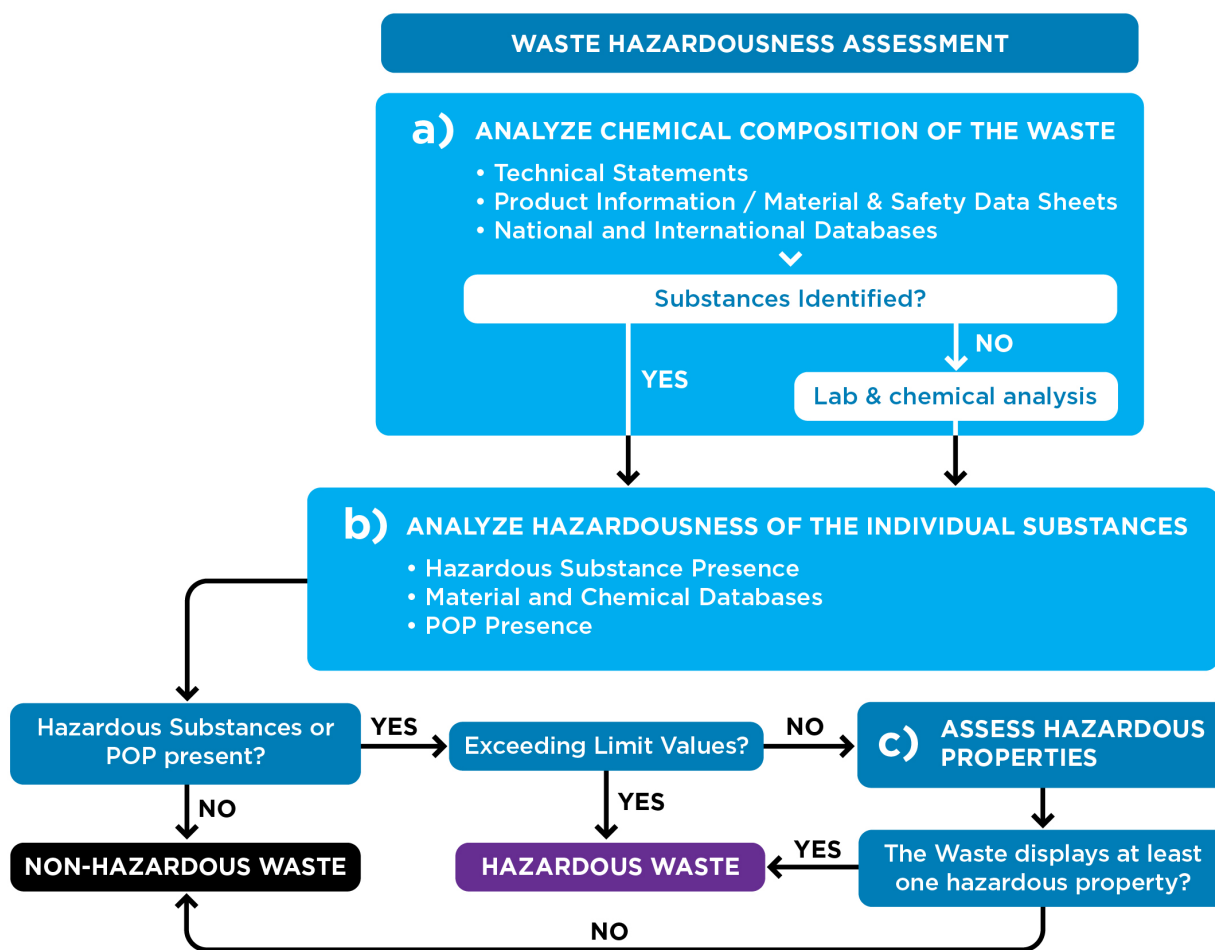 WASTE HAZARDOUSNESS ASSESSMENT
a) ANALYZE CHEMICAL COMPOSITION OF THE WASTE
• Technical Statements
• Product Information / Material & Safety Data Sheets
• National and International Databases
Substances Identified?
NO
YES
Lab & chemical analysis
b) ANALYZE HAZARDOUSNESS OF THE INDIVIDUAL SUBSTANCES
• Hazardous Substance Presence
• Material and Chemical Databases
• POP Presence
Hazardous Substances or
POP present?
YES
Exceeding Limit Values?
NO
c) ASSESS HAZARDOUS
PROPERTIES
NO
YES
NON-HAZARDOUS WASTE
HAZARDOUS WASTE
YES
The Waste displays at least
one hazardous property?
NO